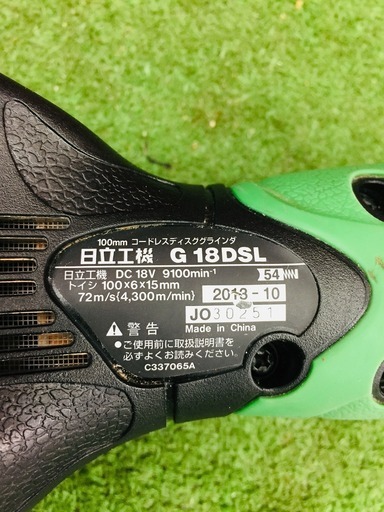 100mm コードレスディスクグラインダ
日立工機 G 18DSL
日立工機 DC 18V 9100min⁻¹ 54
トイシ 100×6×15mm
72m/s(4,300m/min) 2013-10
JO30251
警告 Made in China
●ご使用前に取扱説明書を
必ずよくお読みください。
C337065A